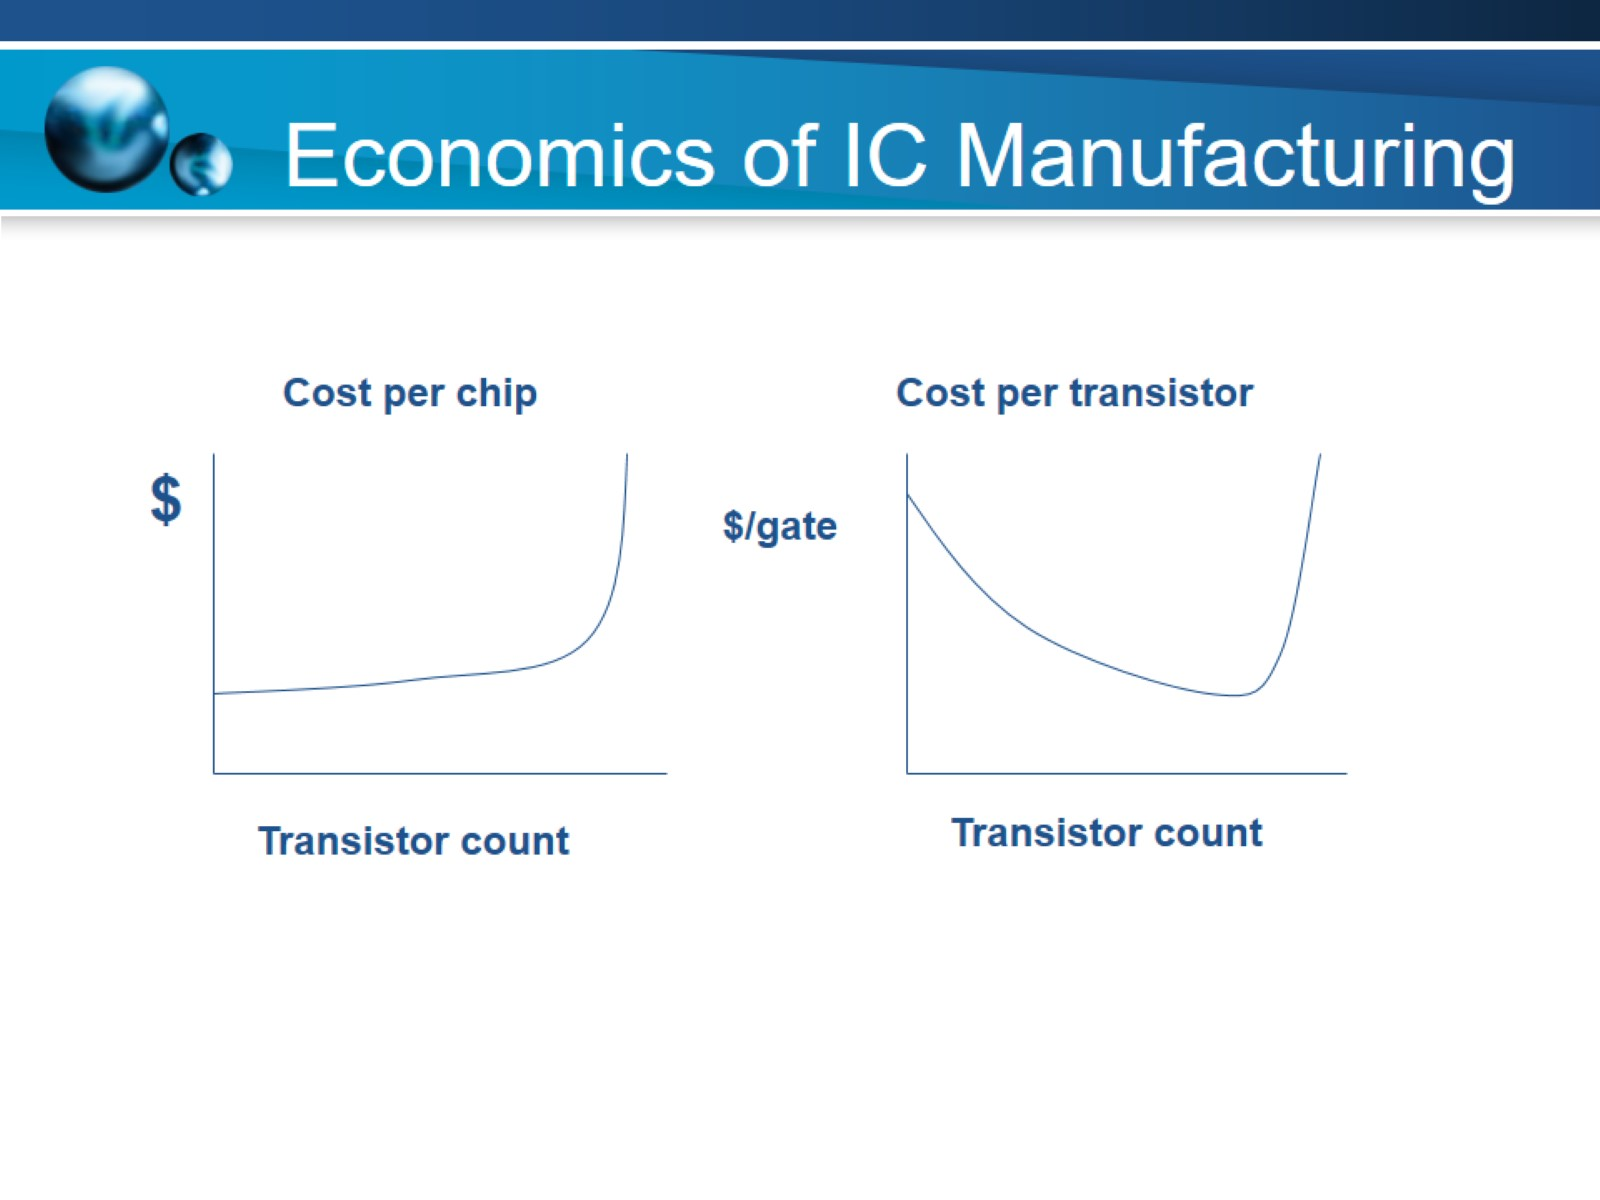 Economics of IC Manufacturing
Cost per chip
$
Transistor count
Cost per transistor
$/gate
Transistor count